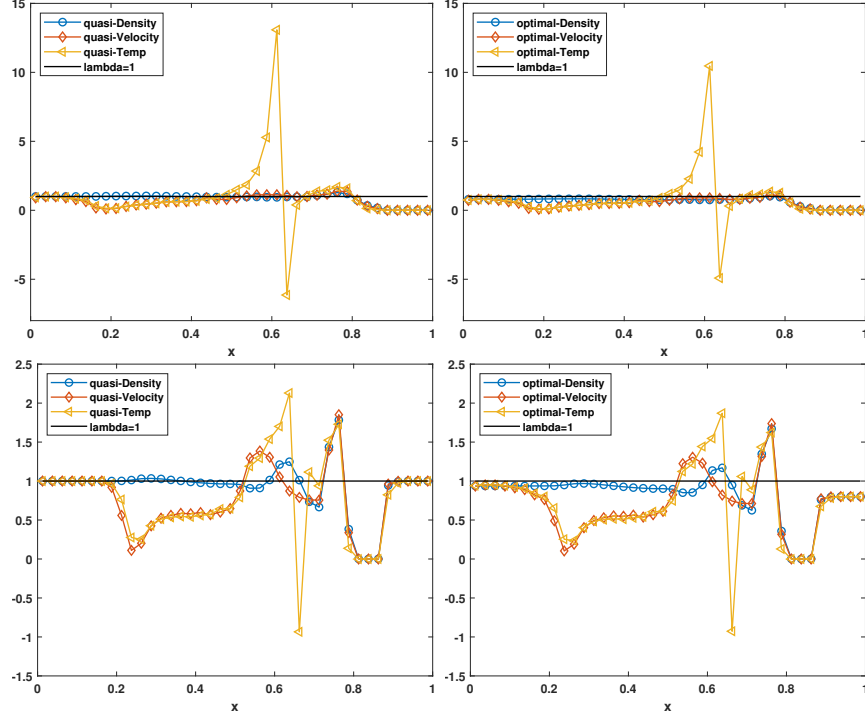 15
10
5
0
-5
quasi-Density
quasi-Velocity
quasi-Temp
lambda=1
0
0.2
0.4
0.6
0.8
1
x
15
10
5
0
-5
optimal-Density
optimal-Velocity
optimal-Temp
lambda=1
0
0.2
0.4
0.6
0.8
1
x
2.5
2
1.5
1
0.5
0
-0.5
-1
-1.5
quasi-Density
quasi-Velocity
quasi-Temp
lambda=1
0
0.2
0.4
0.6
0.8
1
x
2.5
2
1.5
1
0.5
0
-0.5
-1
-1.5
optimal-Density
optimal-Velocity
optimal-Temp
lambda=1
0
0.2
0.4
0.6
0.8
1
x